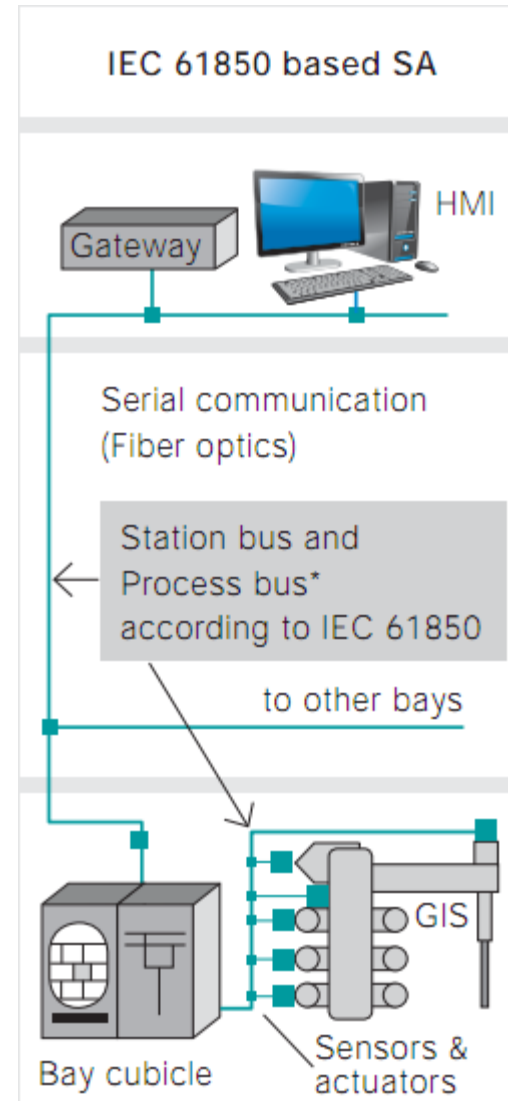 IEC 61850 based SA
HMI
Gateway
Serial communication
(Fiber optics)
Station bus and
Process bus*
according to IEC 61850
to other bays
GIS
Bay cubicle
Sensors &
actuators